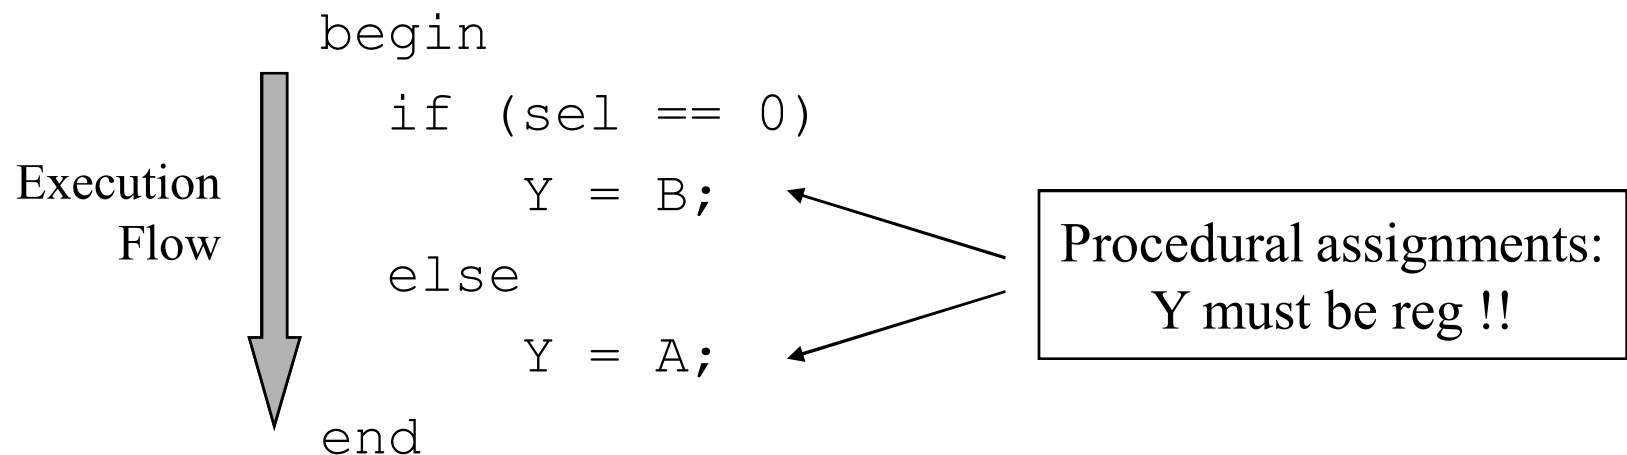 begin
if (sel == 0)
Y = B;
else
Y = A;
end
Execution
Flow
Procedural assignments:
Y must be reg !!